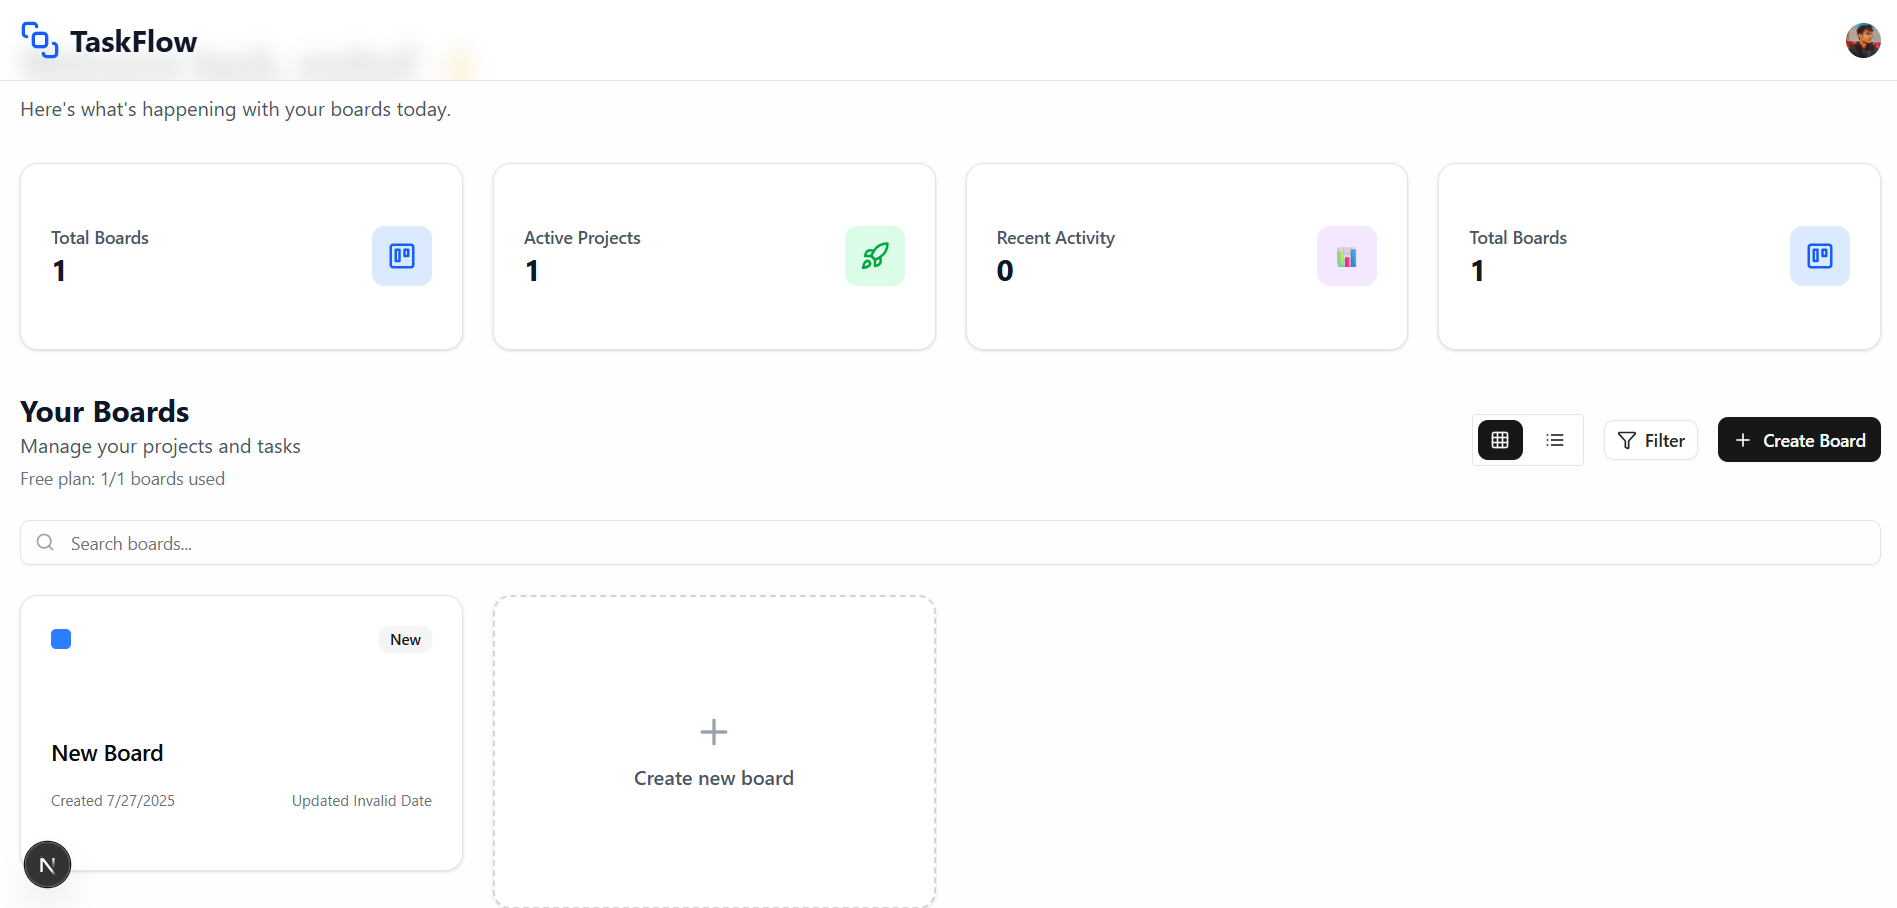 TaskFlow
Here's what's happening with your boards today.
Total Boards
1
Active Projects
1
Recent Activity
0
Total Boards
1
Your Boards
Manage your projects and tasks
Free plan: 1/1 boards used
Filter
Create Board
Search boards...
New
New Board
Created 7/27/2025
Updated Invalid Date
Create new board
N